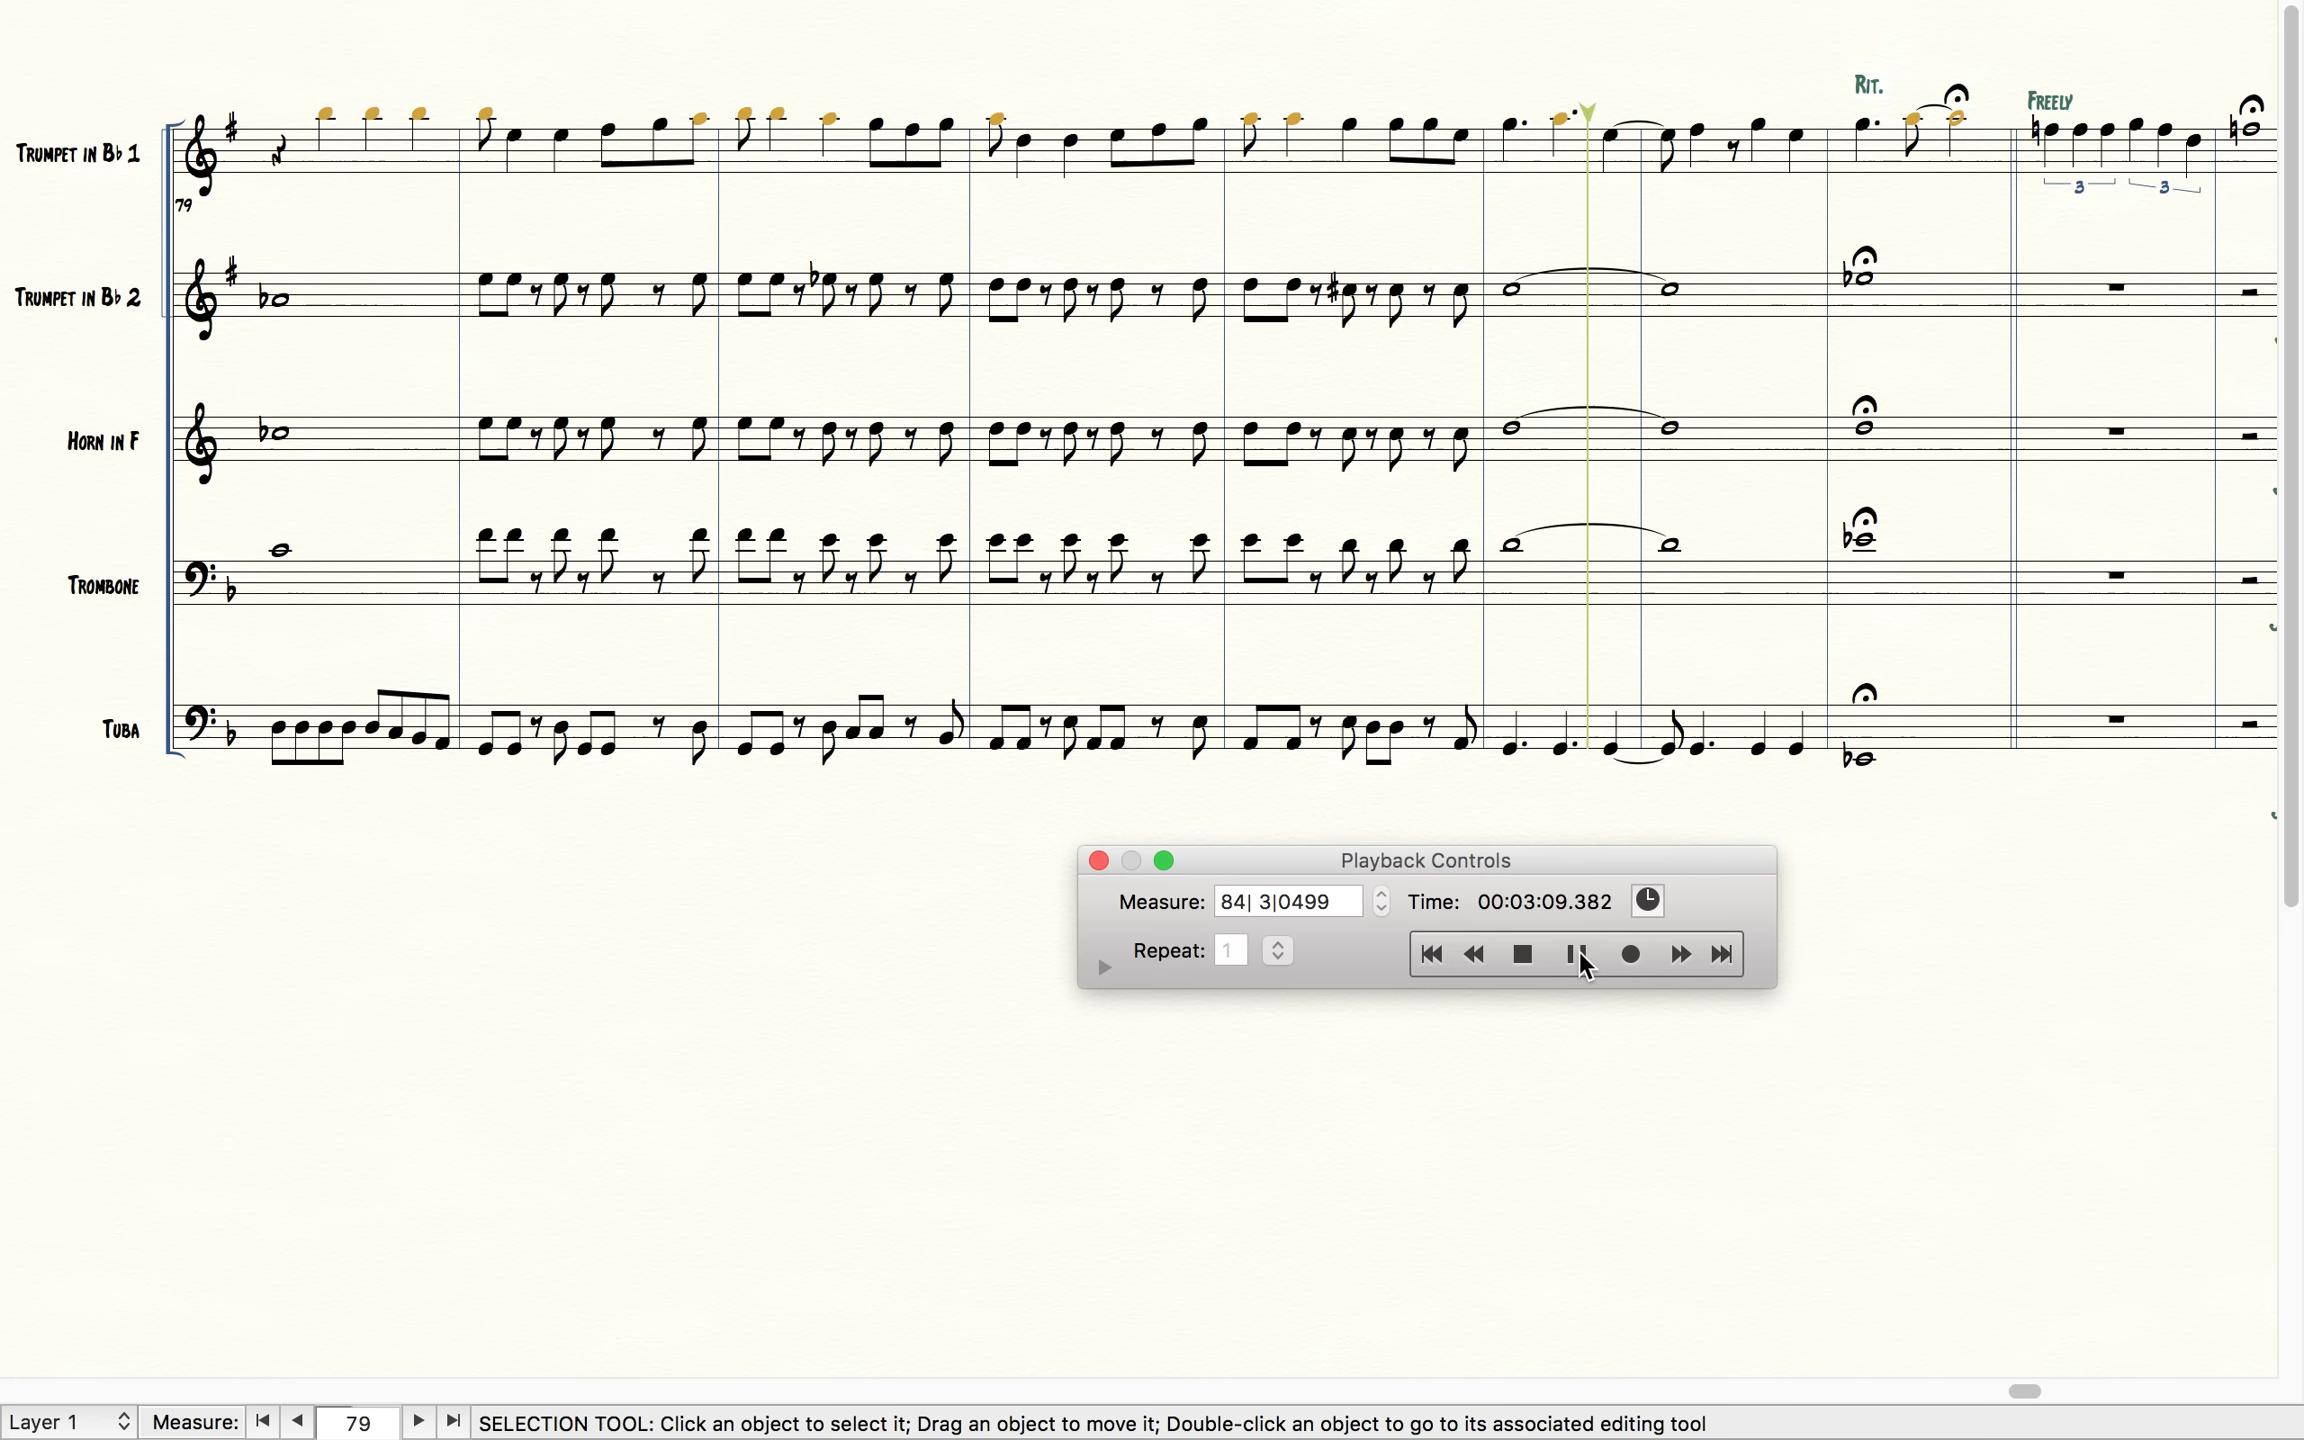 RIT.
FREELY
TRUMPET IN B♭ 1
3 3
79
TRUMPET IN B♭ 2
HORN IN F
TROMBONE
TUBA
Playback Controls
Measure: 84| 3|0499 Time: 00:03:09.382
Repeat: 1
Layer 1 Measure: 79 SELECTION TOOL: Click an object to select it; Drag an object to move it; Double-click an object to go to its associated editing tool